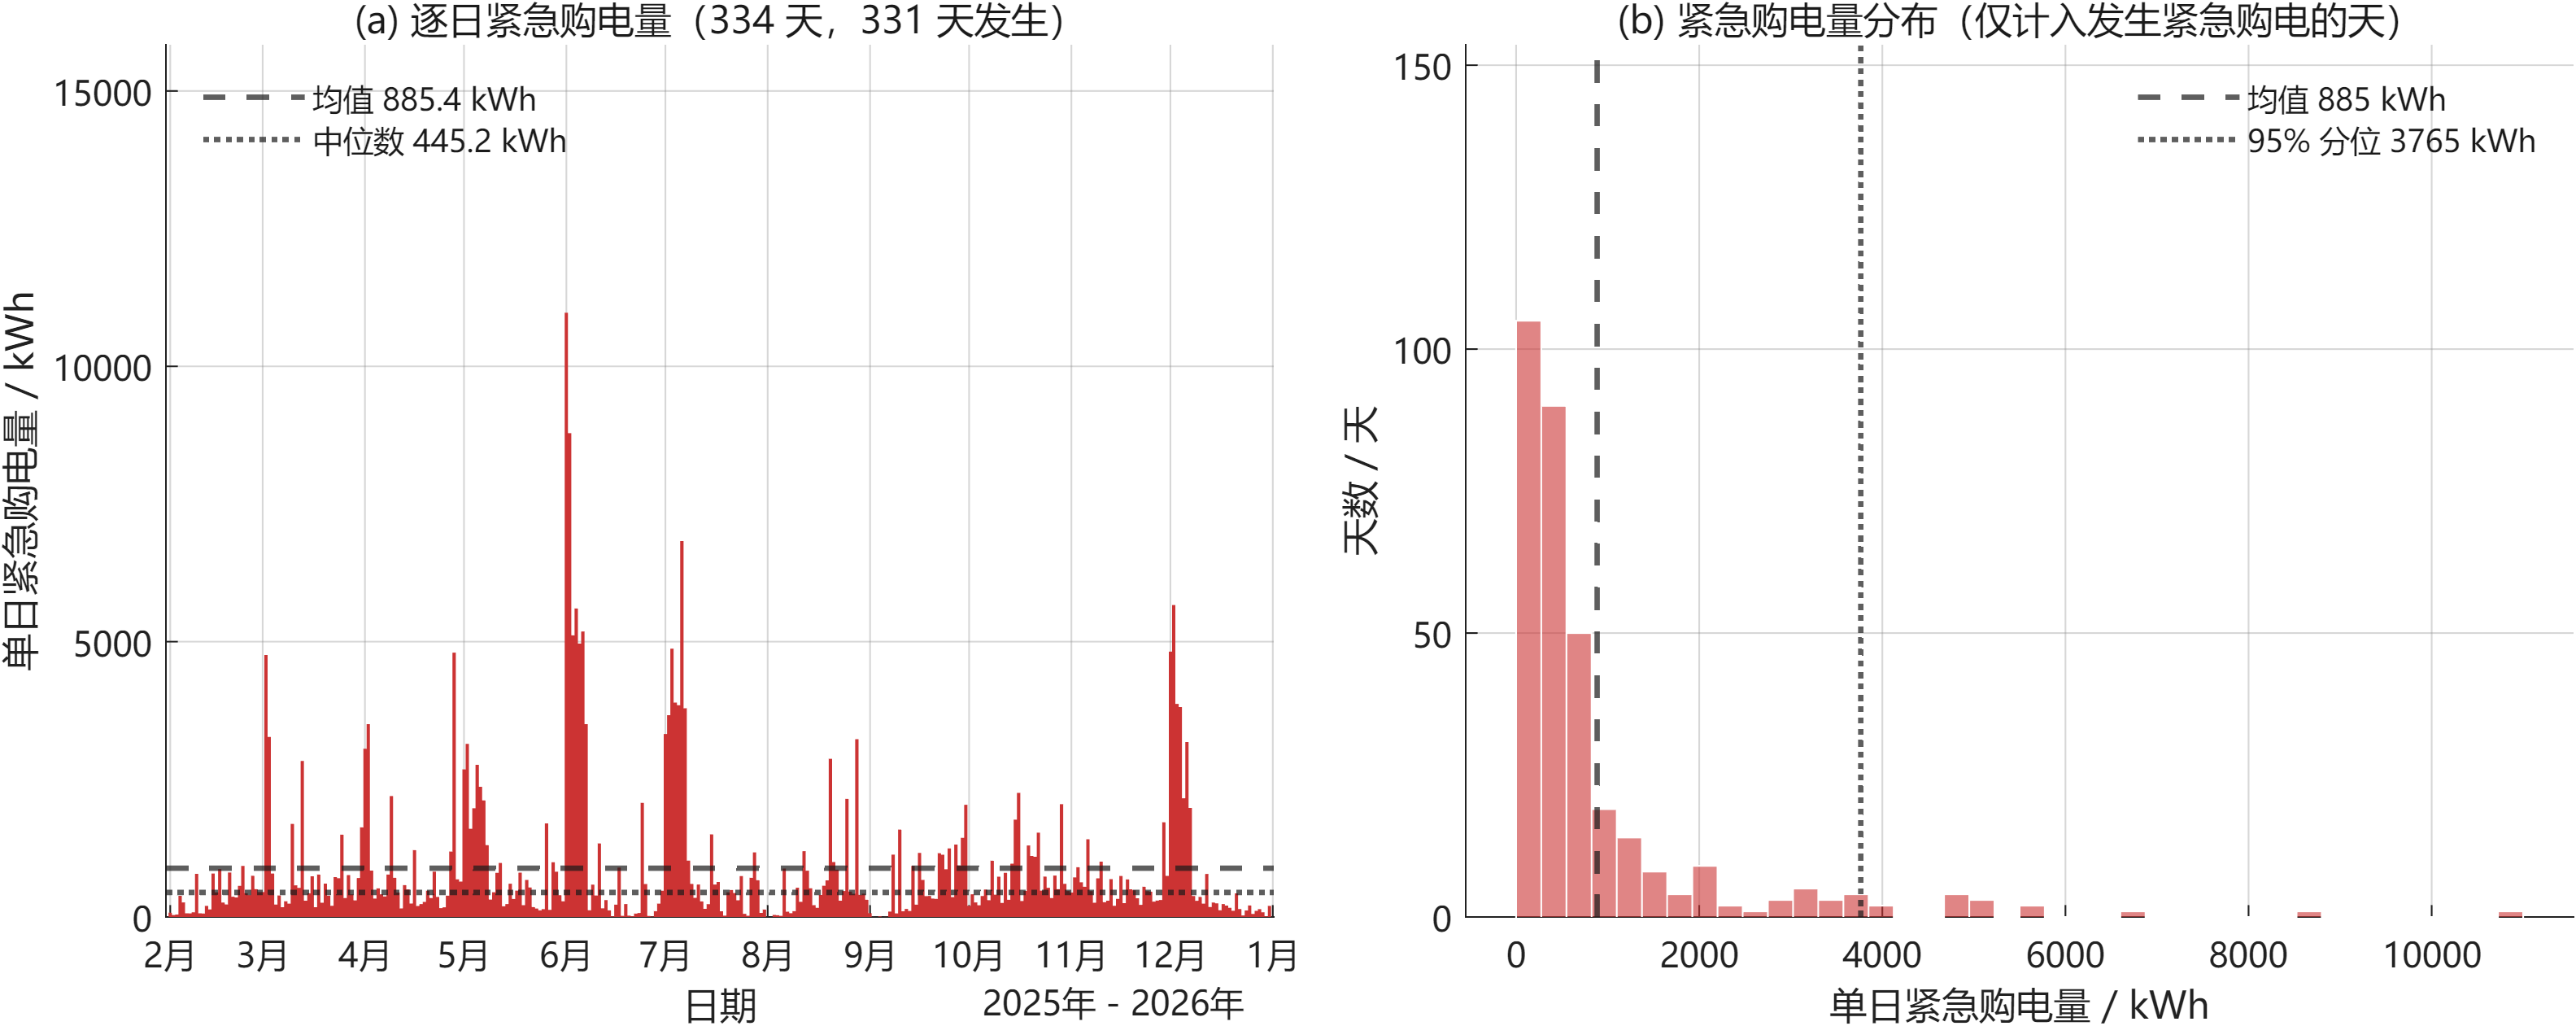 (a) 逐日紧急购电量（334 天，331 天发生）
单日紧急购电量 / kWh
15000
10000
5000
0
均值 885.4 kWh
中位数 445.2 kWh
2月 3月 4月 5月 6月 7月 8月 9月 10月 11月 12月 1月
日期
2025年 - 2026年
(b) 紧急购电量分布（仅计入发生紧急购电的天）
天数 / 天
150
100
50
0
均值 885 kWh
95% 分位 3765 kWh
0 2000 4000 6000 8000 10000
单日紧急购电量 / kWh